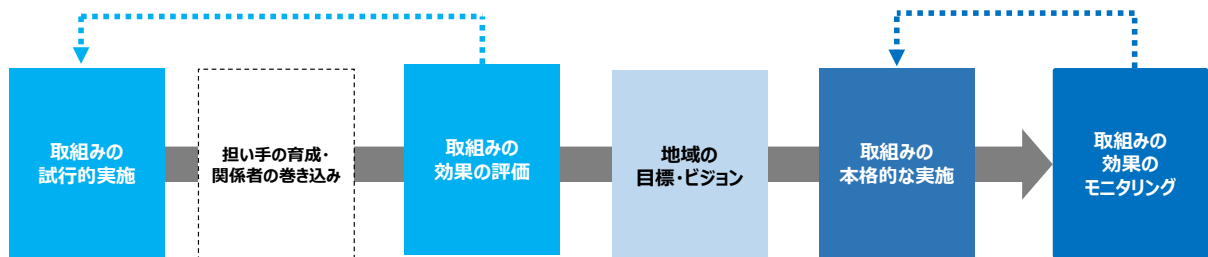 取組みの
試行的実施
担い手の育成・
関係者の巻き込み
取組みの
効果の評価
地域の
目標・ビジョン
取組みの
本格的な実施
取組みの
効果の
モニタリング